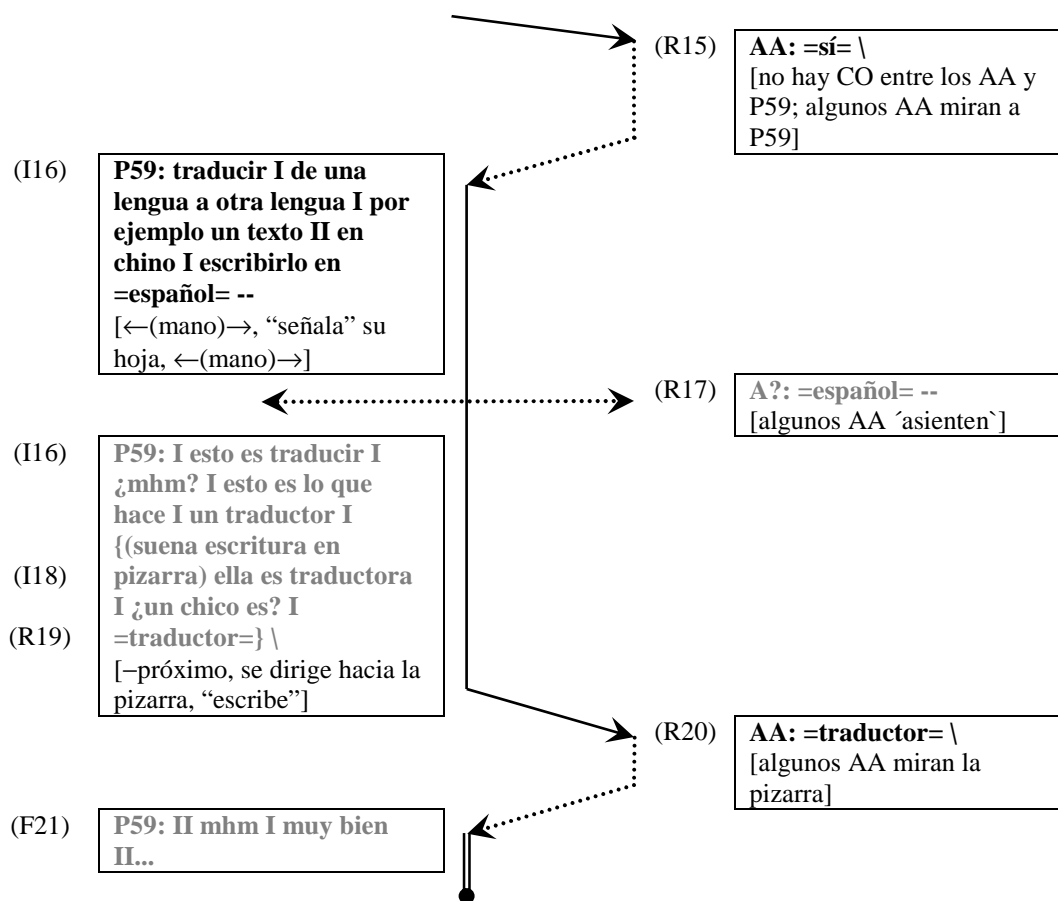 (R15)
AA: =sí= \
[no hay CO entre los AA y
P59; algunos AA miran a
P59]
(I16)
P59: traducir I de una
lengua a otra lengua I por
ejemplo un texto II en
chino I escribirlo en
=español= --
[←(mano)→, “señala” su
hoja, ←(mano)→]
(R17)
A?: =español= --
[algunos AA ´asienten`]
(I16)
P59: I esto es traducir I
¿mhm? I esto es lo que
hace I un traductor I
{(suena escritura en
(I18)
pizarra) ella es traductora
I ¿un chico es? I
(R19)
=traductor=} \
[−próximo, se dirige hacia la
pizarra, “escribe”]
(R20)
AA: =traductor= \
[algunos AA miran la
pizarra]
(F21)
P59: II mhm I muy bien
II...